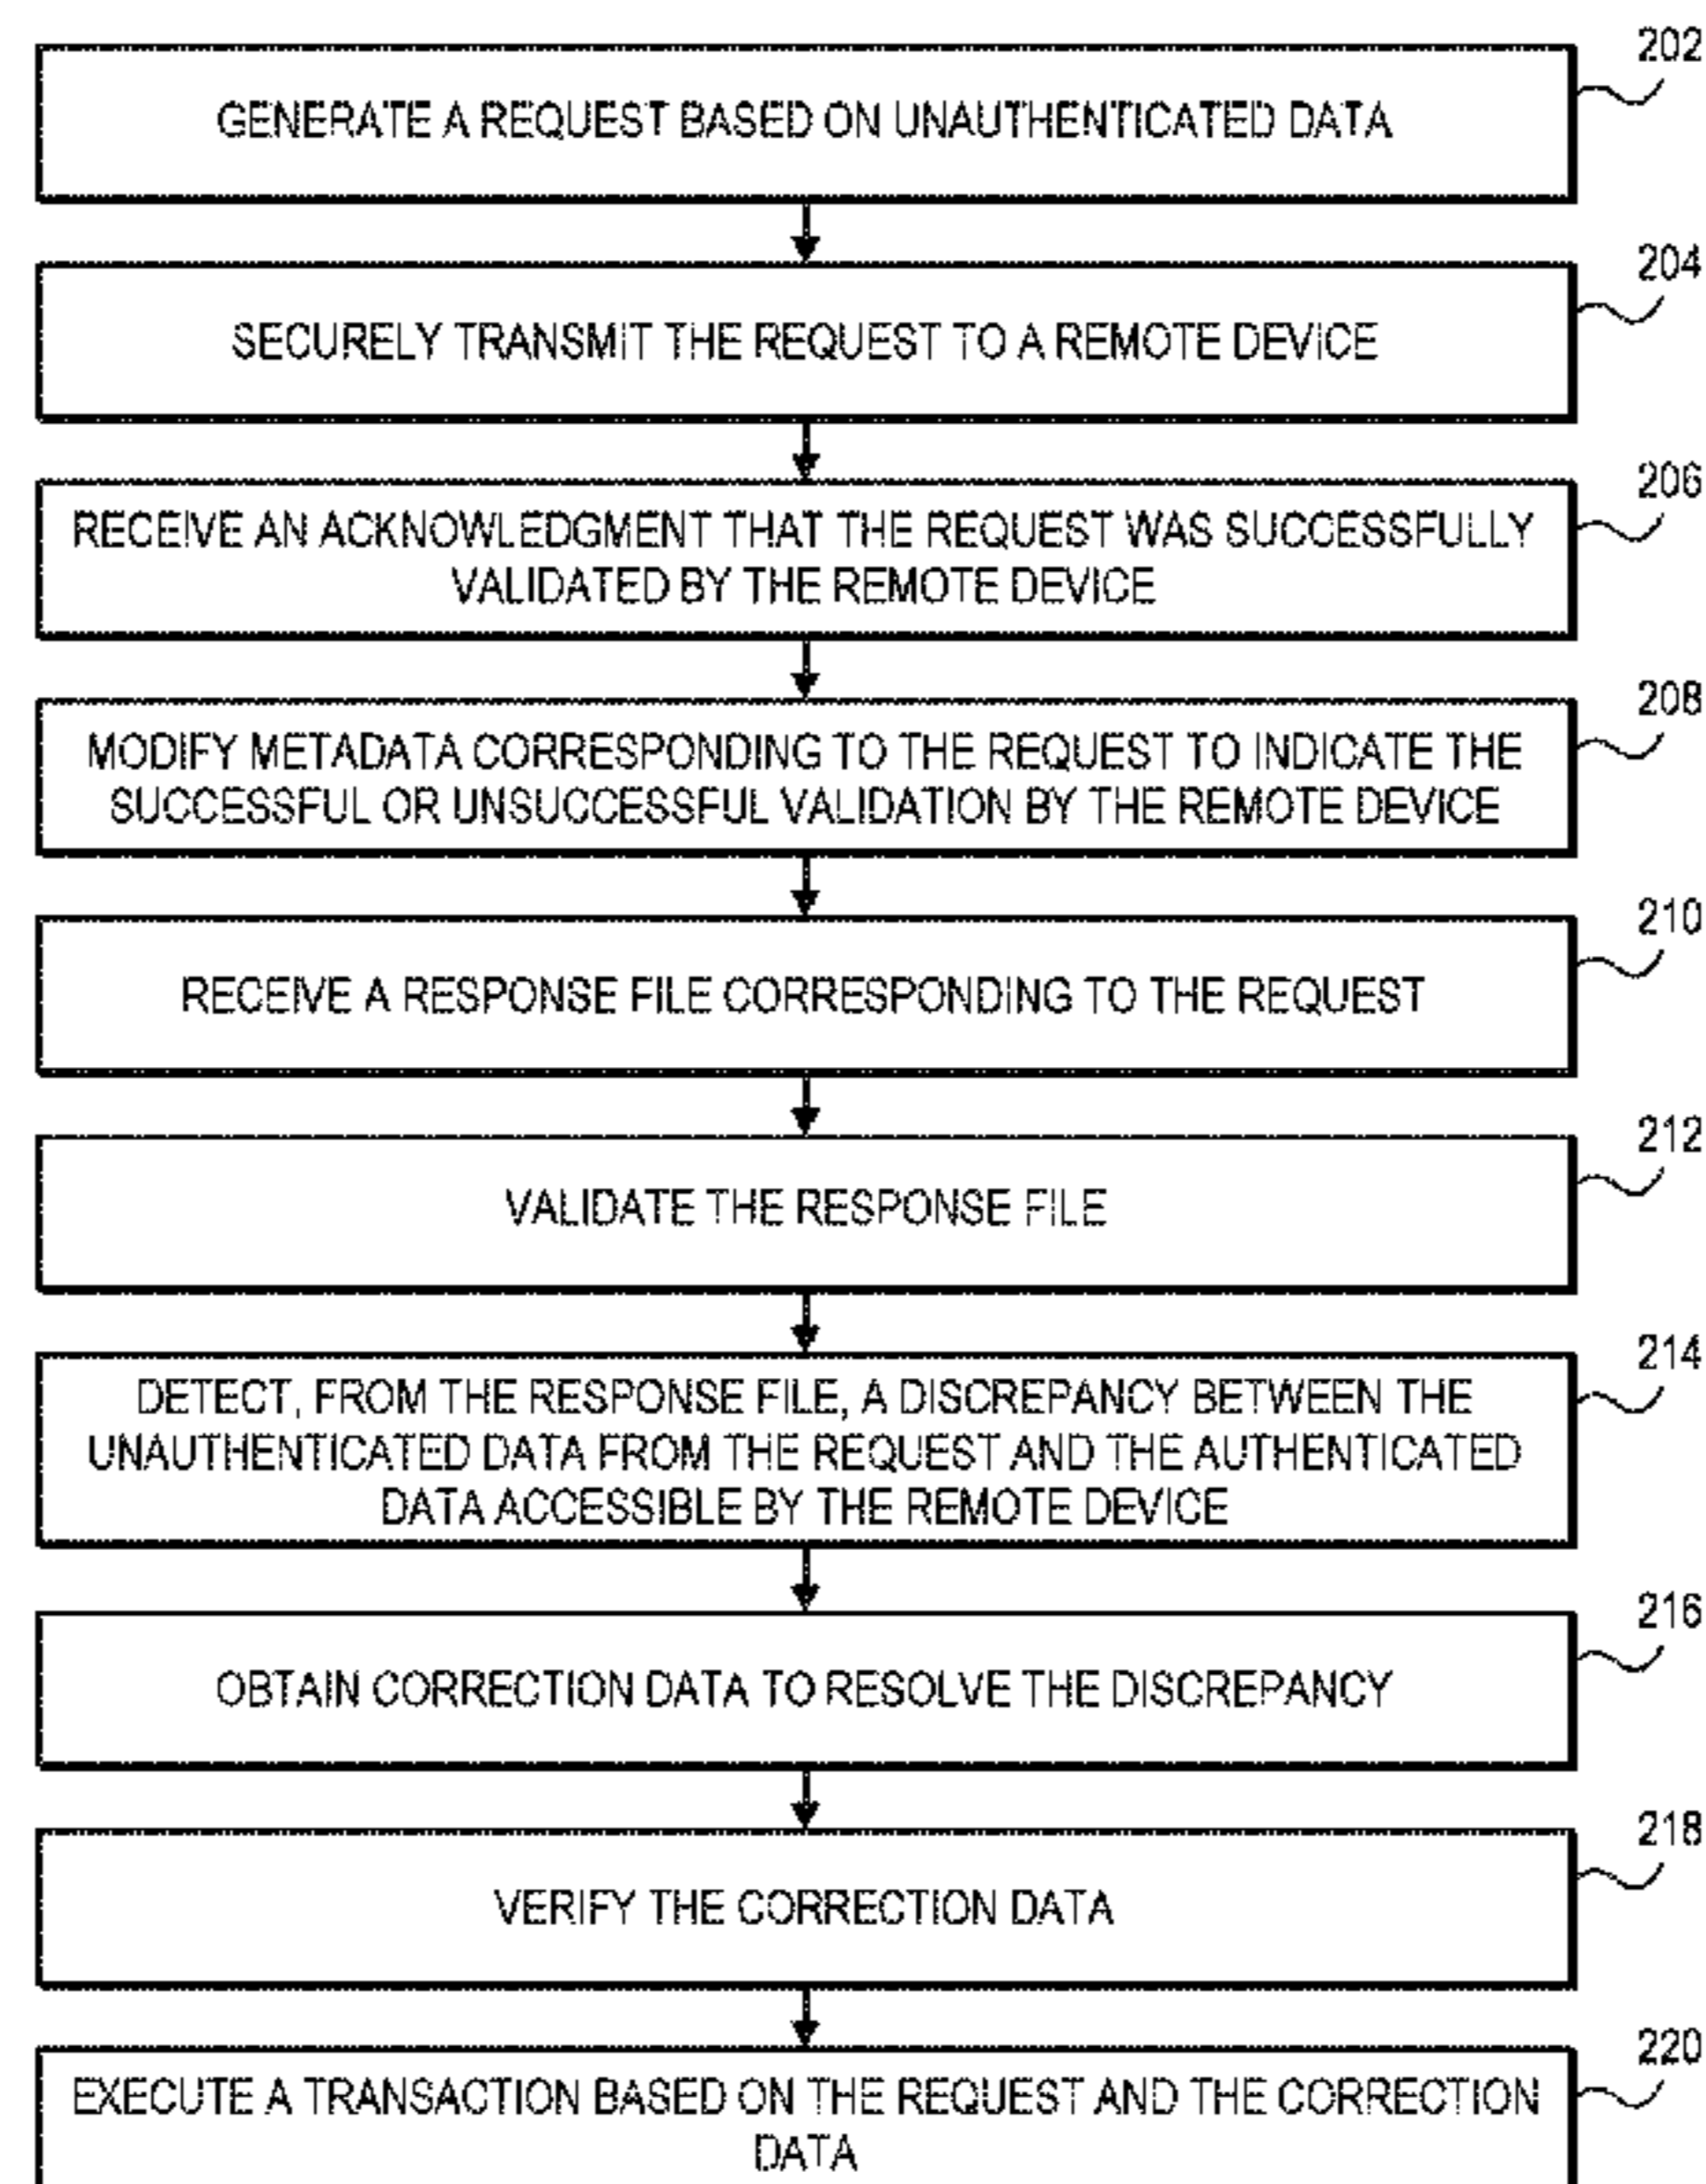 202
GENERATE A REQUEST BASED ON UNAUTHENTICATED DATA
204
SECURELY TRANSMIT THE REQUEST TO A REMOTE DEVICE
206
RECEIVE AN ACKNOWLEDGMENT THAT THE REQUEST WAS SUCCESSFULLY
VALIDATED BY THE REMOTE DEVICE
208
MODIFY METADATA CORRESPONDING TO THE REQUEST TO INDICATE THE
SUCCESSFUL OR UNSUCCESSFUL VALIDATION BY THE REMOTE DEVICE
210
RECEIVE A RESPONSE FILE CORRESPONDING TO THE REQUEST
212
VALIDATE THE RESPONSE FILE
214
DETECT, FROM THE RESPONSE FILE, A DISCREPANCY BETWEEN THE
UNAUTHENTICATED DATA FROM THE REQUEST AND THE AUTHENTICATED
DATA ACCESSIBLE BY THE REMOTE DEVICE
216
OBTAIN CORRECTION DATA TO RESOLVE THE DISCREPANCY
218
VERIFY THE CORRECTION DATA
220
EXECUTE A TRANSACTION BASED ON THE REQUEST AND THE CORRECTION
DATA